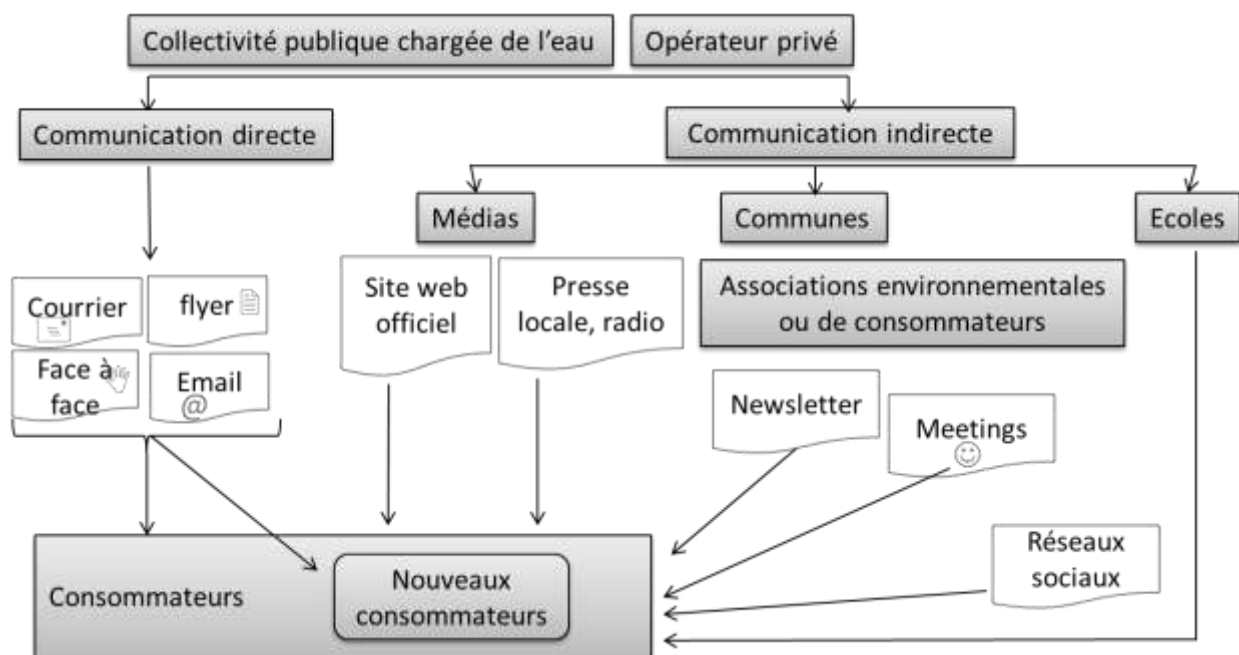 Collectivité publique chargée de l'eau
Opérateur privé
Communication directe
Communication indirecte
Médias
Communes
Ecoles
Courrier
flyer
Face à
face
Email
@
Site web
officiel
Presse
locale, radio
Associations environnementales
ou de consommateurs
Newsletter
Meetings
Réseaux
sociaux
Consommateurs
Nouveaux
consommateurs